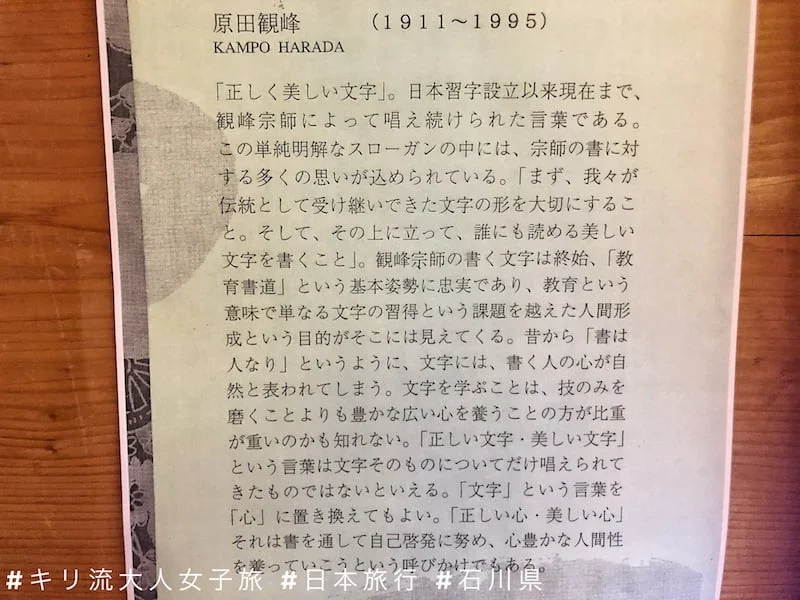 原田観峰　　　(1911～1995)
KAMPO HARADA
「正しく美しい文字」。日本習字設立以来現在まで、
観峰宗師によって唱え続けられた言葉である。
この単純明解なスローガンの中には、宗師の書に対
する多くの思いが込められている。「まず、我々が
伝統として受け継いできた文字の形を大切にするこ
と。そして、その上に立って、誰にも読める美しい
文字を書くこと」。観峰宗師の書く文字は終始、「教
育書道」という基本姿勢に忠実であり、教育という
意味で単なる文字の習得という課題を越えた人間形
成という目的がそこには見えてくる。昔から「書は
人なり」というように、文字には、書く人の心が自
然と表われてしまう。文字を学ぶことは、技のみを
磨くことよりも豊かな広い心を養うことの方が比重
が重いのかも知れない。「正しい文字・美しい文字」
という言葉は文字そのものについてだけ唱えられて
きたものではないといえる。「文字」という言葉を
「心」に置き換えてもよい。「正しい心・美しい心」
それは書を通して自己啓発に努め、心豊かな人間性
を養っていこうという呼びかけでもある。
#キリ流大人女子旅 #日本旅行 #石川県